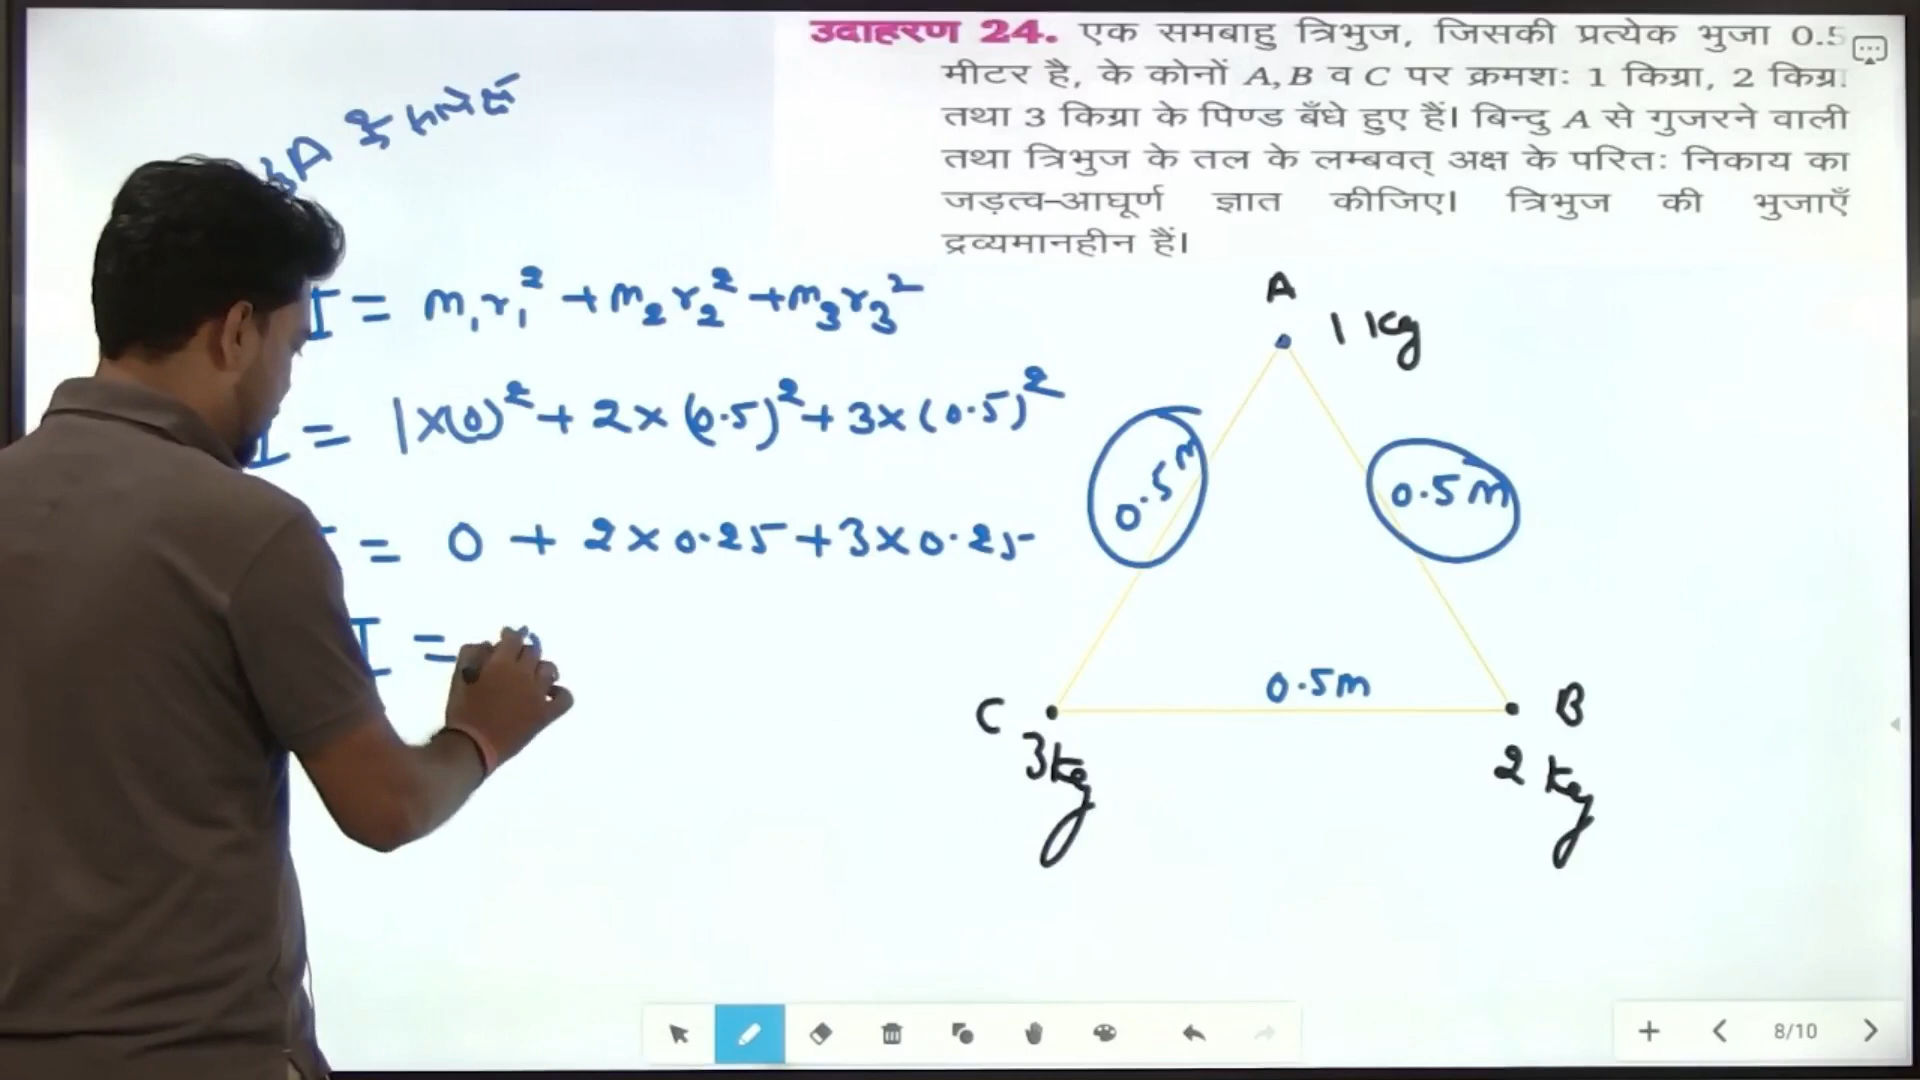 उदाहरण 24. एक समबाहु त्रिभुज, जिसकी प्रत्येक भुजा 0.5
मीटर है, के कोनों A, B व C पर क्रमशः 1 किग्रा, 2 किग्रा
तथा 3 किग्रा के पिण्ड बँधे हुए हैं। बिन्दु A से गुजरने वाली
तथा त्रिभुज के तल के लम्बवत् अक्ष के परितः निकाय का
जड़त्व-आघूर्ण ज्ञात कीजिए। त्रिभुज की भुजाएँ
द्रव्यमानहीन हैं।
A के सापेक्ष
I = m₁r₁² + m₂r₂² + m₃r₃²
I = 1×(0)² + 2×(0.5)² + 3×(0.5)²
= 0 + 2×0.25 + 3×0.25
I =
A
1 kg
0.5 m
0.5 m
0.5m
C
B
3kg
2 kg
8/10